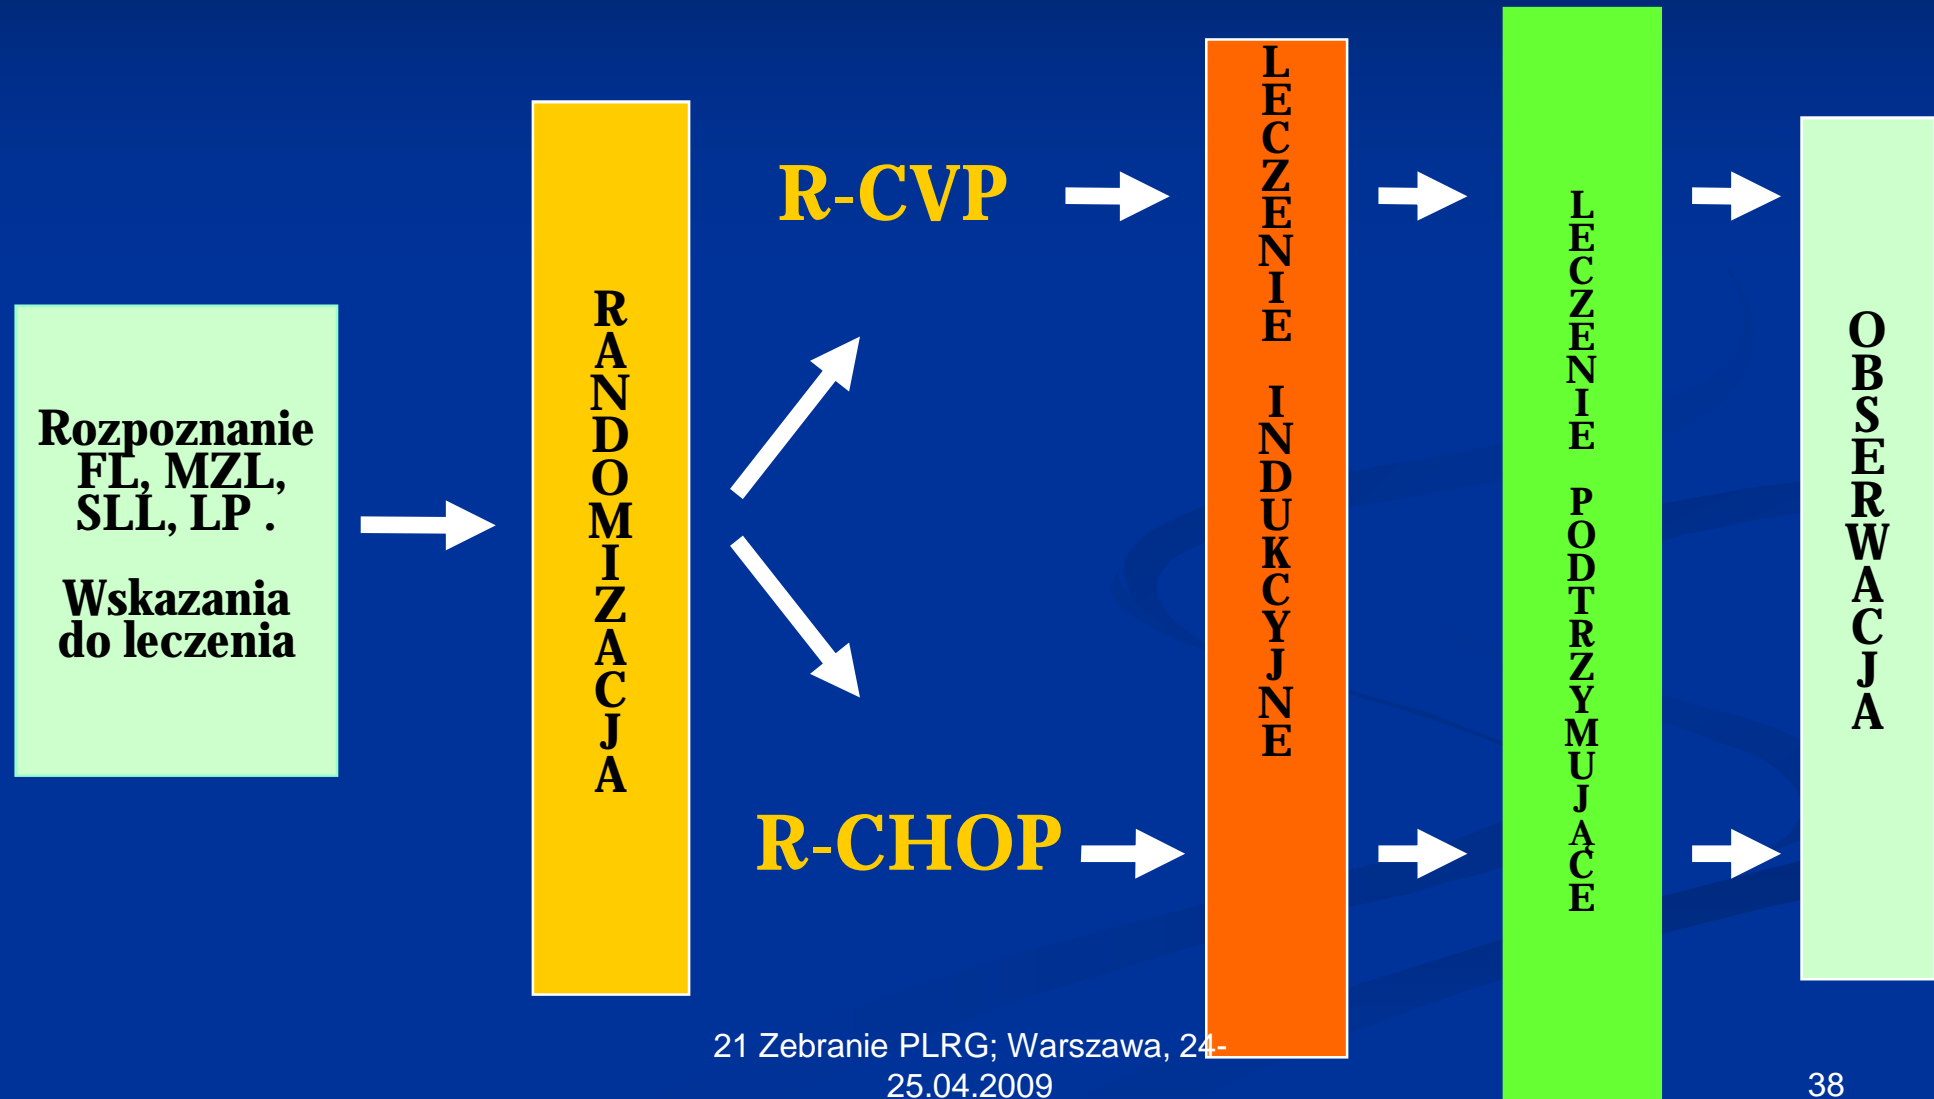 Rozpoznanie
FL, MZL,
SLL, LP .
Wskazania
do leczenia
RANDOMIZACJA
R-CVP
R-CHOP
LECZENIE INDUKCYJNE
LECZENIE PODTRZYMUJĄCE
OBSERWACJA
21 Zebranie PLRG; Warszawa, 24-
25.04.2009
38